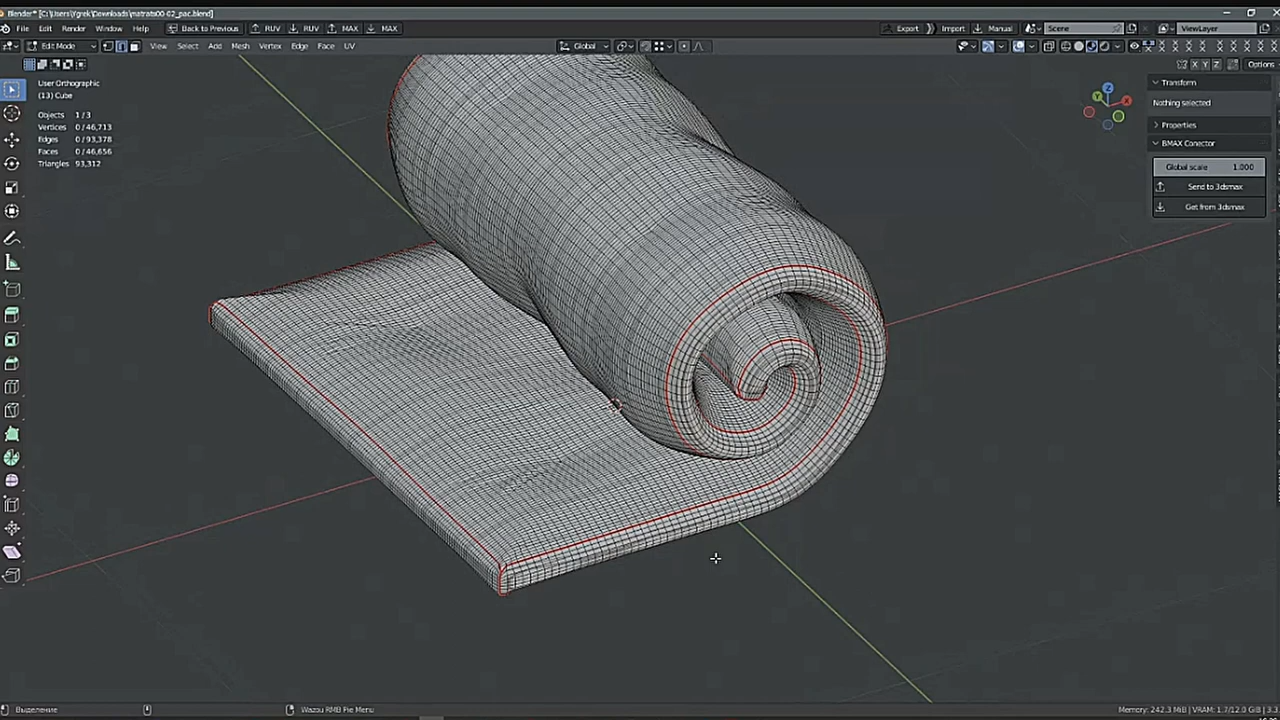 Blender* [C:\Users\Ygrek\Downloads\matrats00-02_pac.blend]
File Edit Render Window Help Back to Previous RUV RUV MAX MAX Export Import Manual Scene ViewLayer
Edit Mode View Select Add Mesh Vertex Edge Face UV Global
X Y Z Options
User Orthographic
(13) Cube
Objects 1/3
Vertices 0/46,713
Edges 0/93,378
Faces 0/46,656
Triangles 93,312
Z
Y
X
Transform
Nothing selected
Properties
BMAX Conector
Global scale 1.000
Send to 3dsmax
Get from 3dsmax
Выделение Wazou RMB Pie Menu Memory: 242.3 MiB | VRAM: 1.7/12.0 GiB | 3.3